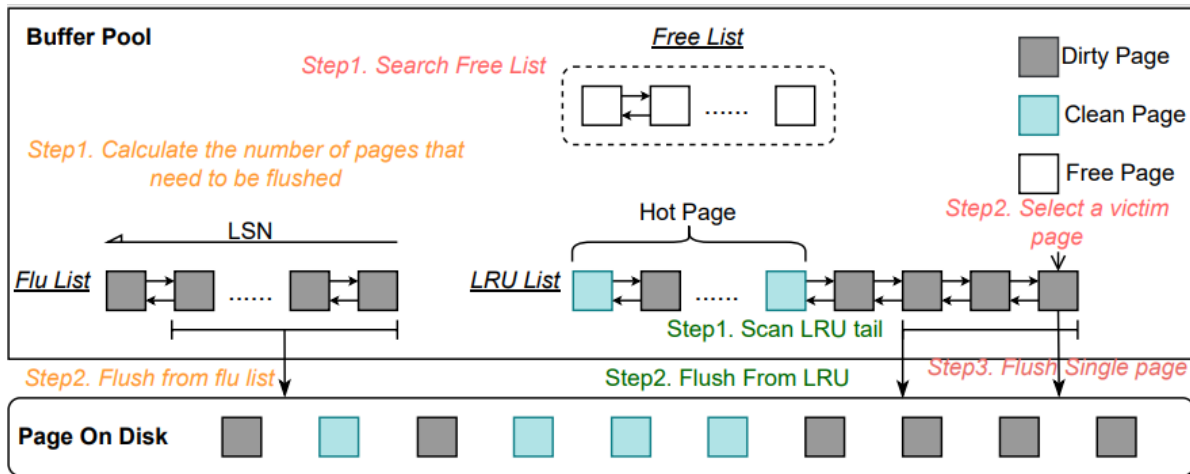 Buffer Pool
Free List
Step1. Search Free List
......
Dirty Page
Clean Page
Free Page
Step1. Calculate the number of pages that
need to be flushed
Step2. Select a victim
page
Hot Page
LSN
Flu List
......
LRU List
......
Step1. Scan LRU tail
Step2. Flush from flu list
Step2. Flush From LRU
Step3. Flush Single page
Page On Disk